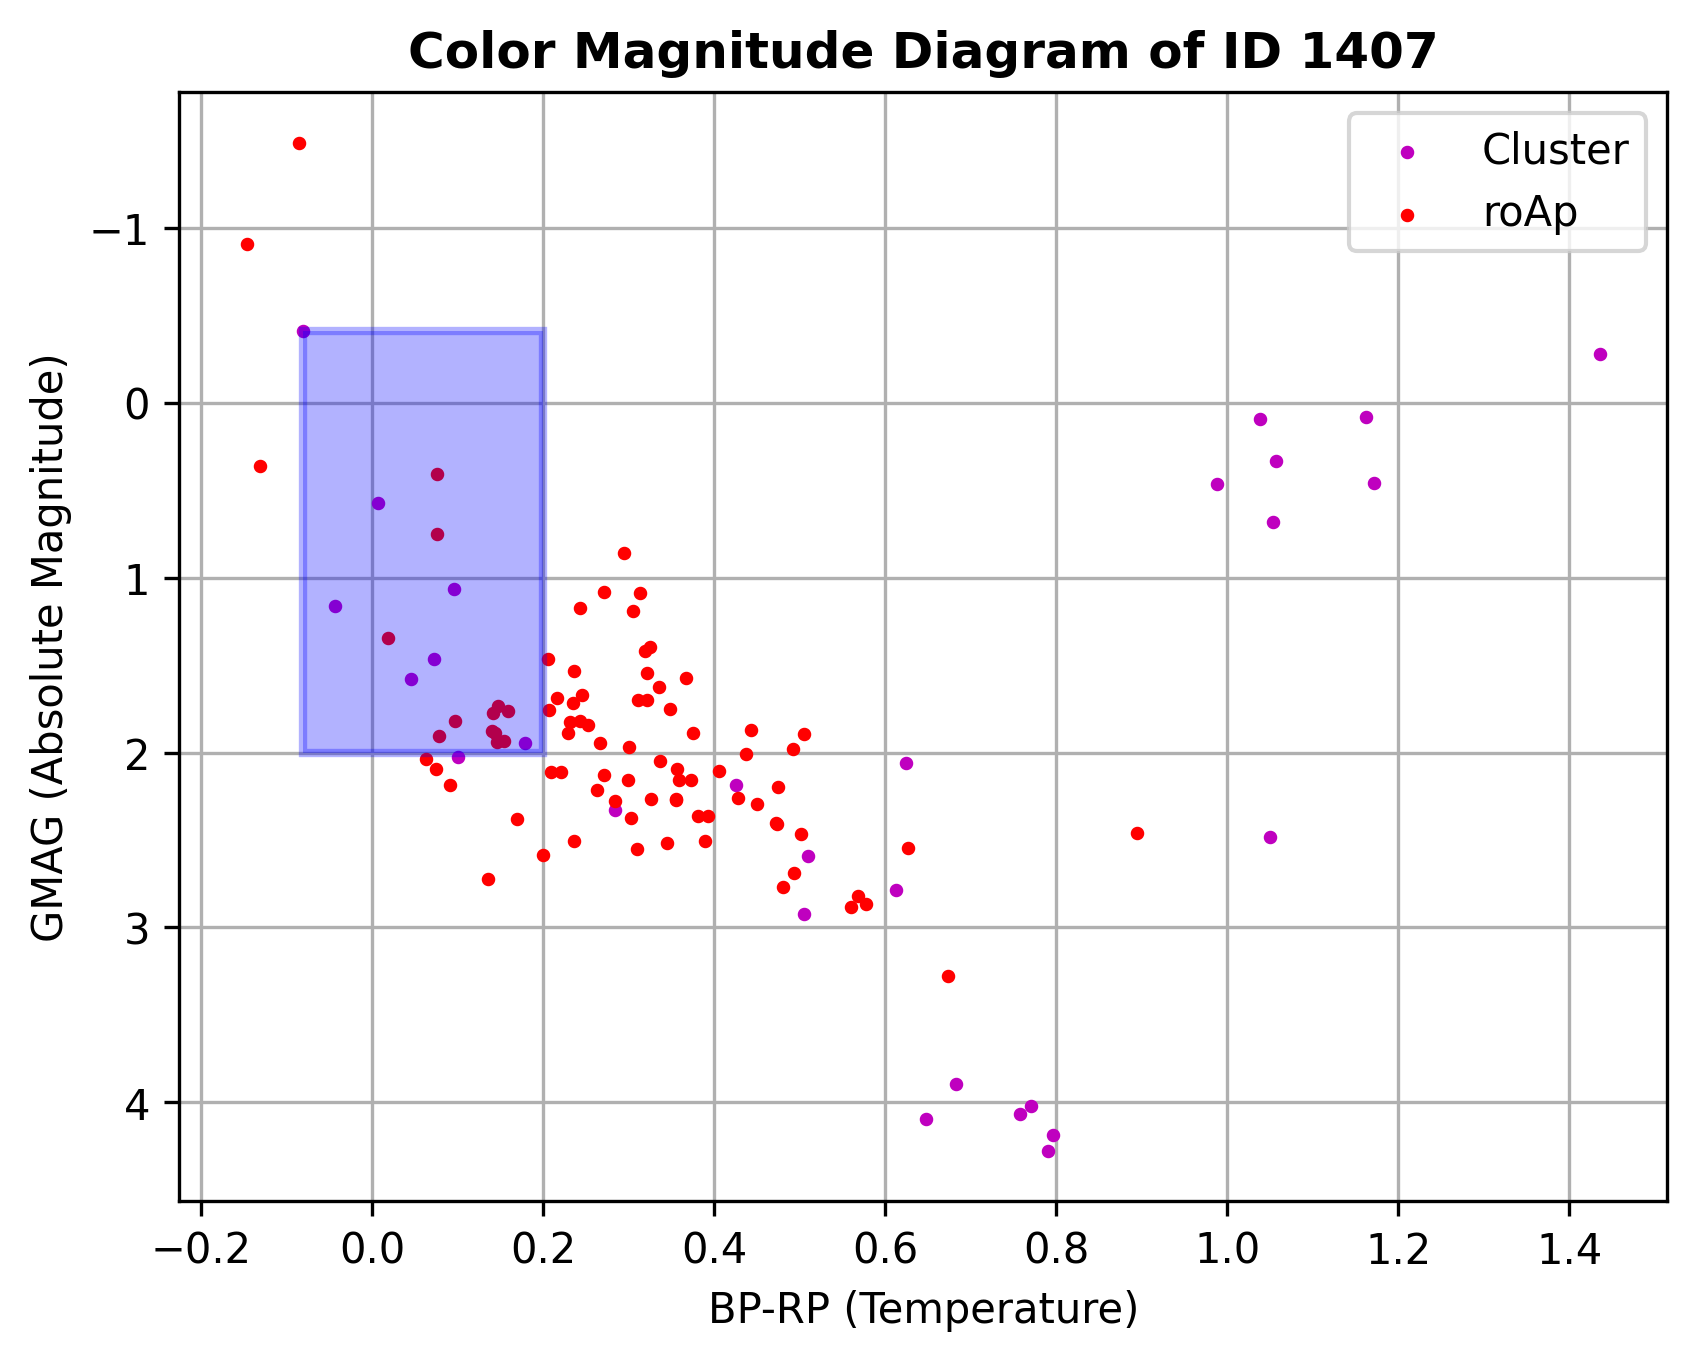 Color Magnitude Diagram of ID 1407
Cluster
roAp
GMAG (Absolute Magnitude)
−1
0
1
2
3
4
−0.2 0.0 0.2 0.4 0.6 0.8 1.0 1.2 1.4
BP-RP (Temperature)